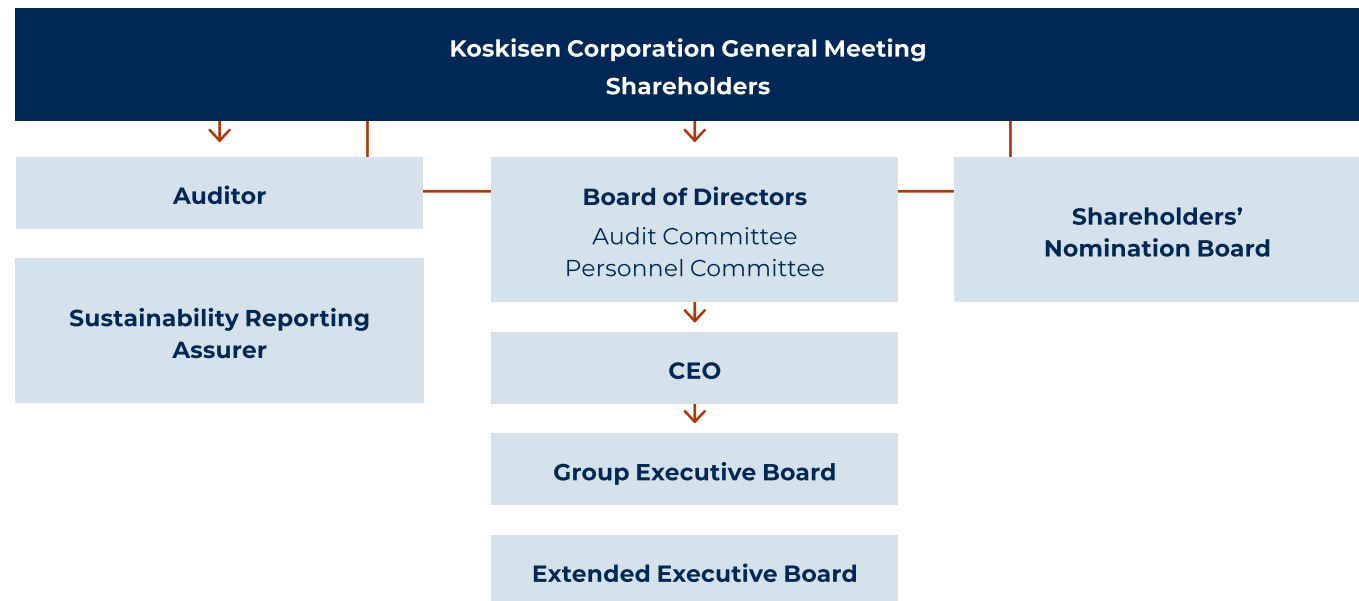 Koskisen Corporation General Meeting
Shareholders
Auditor
Board of Directors
Audit Committee
Personnel Committee
Shareholders’
Nomination Board
Sustainability Reporting
Assurer
CEO
Group Executive Board
Extended Executive Board